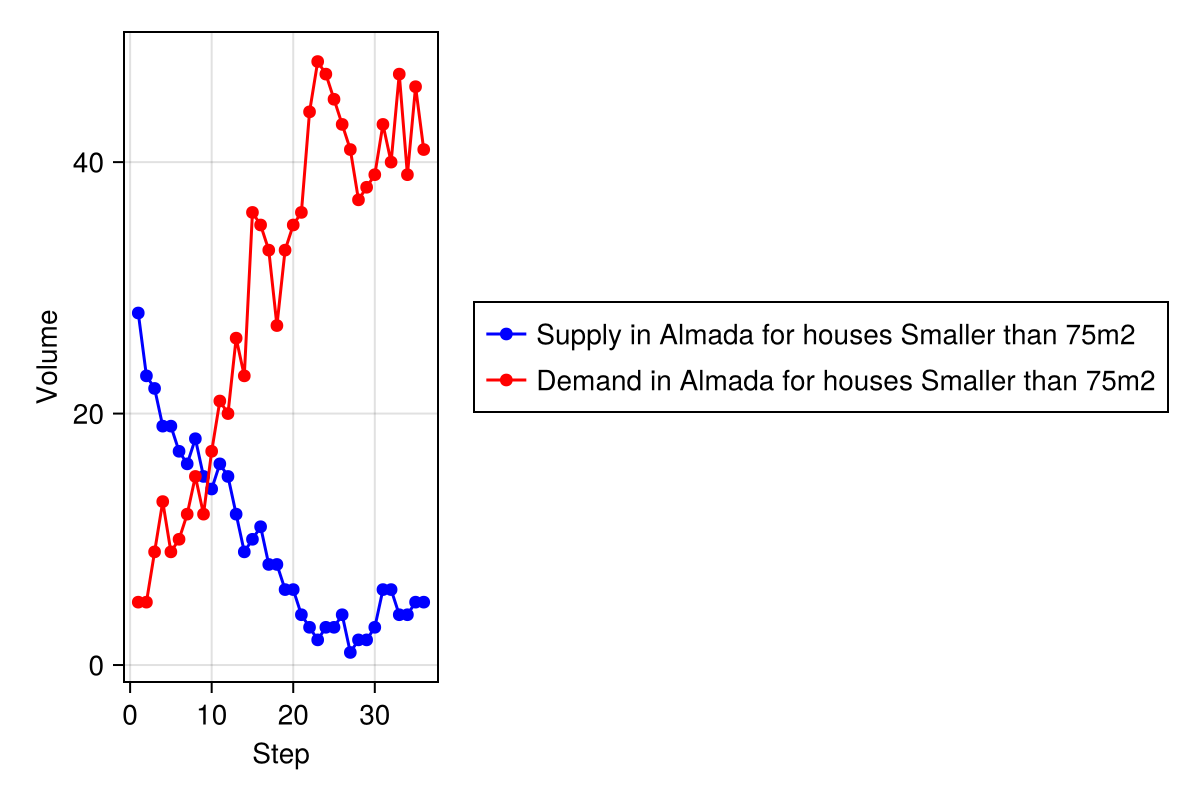 Volume
40
20
0
0 10 20 30
Step
Supply in Almada for houses Smaller than 75m2
Demand in Almada for houses Smaller than 75m2